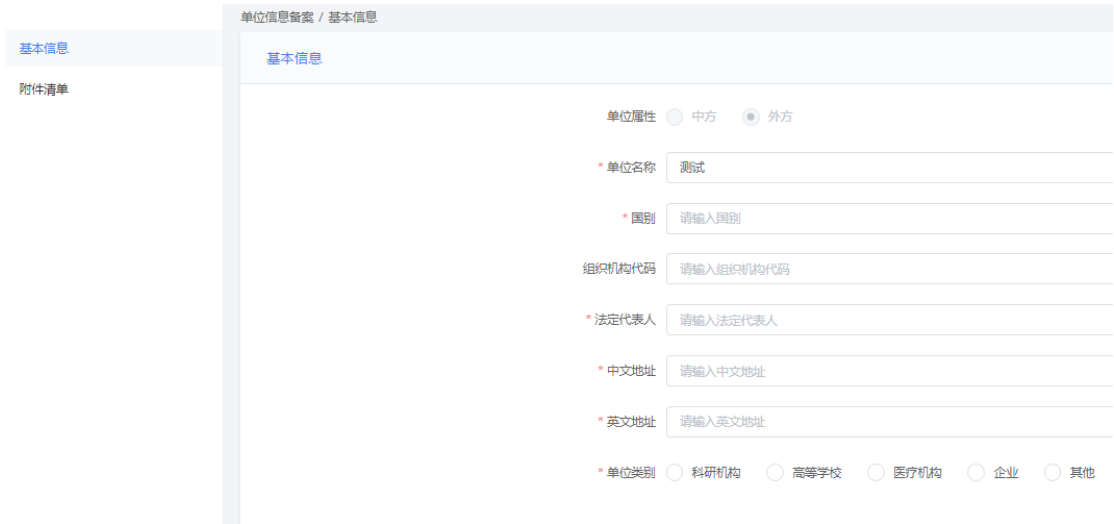 单位信息备案 / 基本信息
基本信息
附件清单
基本信息
单位属性 中方 外方
* 单位名称 测试
* 国别 请输入国别
组织机构代码 请输入组织机构代码
* 法定代表人 请输入法定代表人
* 中文地址 请输入中文地址
* 英文地址 请输入英文地址
* 单位类别 科研机构 高等学校 医疗机构 企业 其他